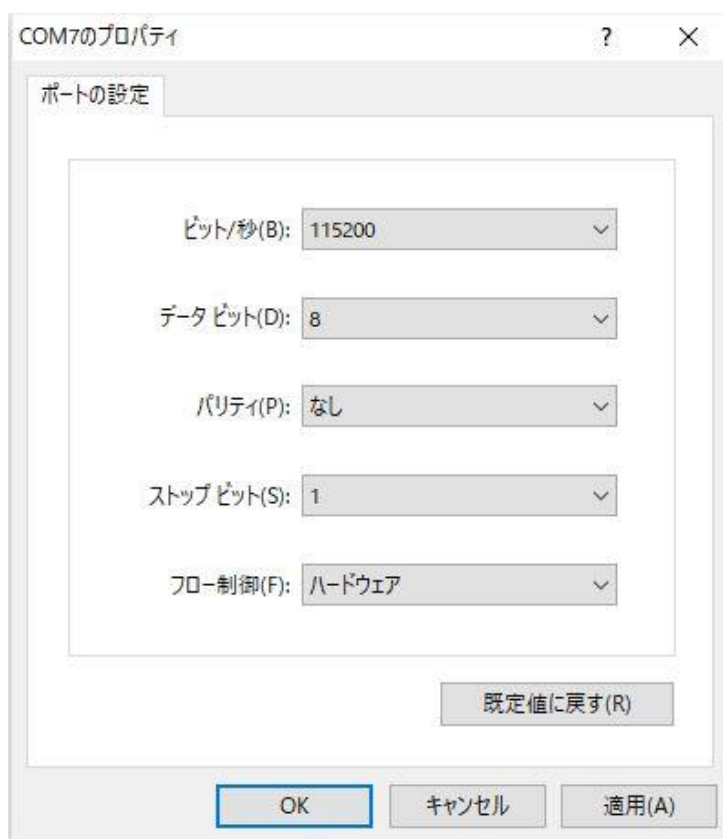 COM7のプロパティ ? ×
ポートの設定
ビット/秒(B): 115200
データ ビット(D): 8
パリティ(P): なし
ストップ ビット(S): 1
フロー制御(F): ハードウェア
既定値に戻す(R)
OK キャンセル 適用(A)